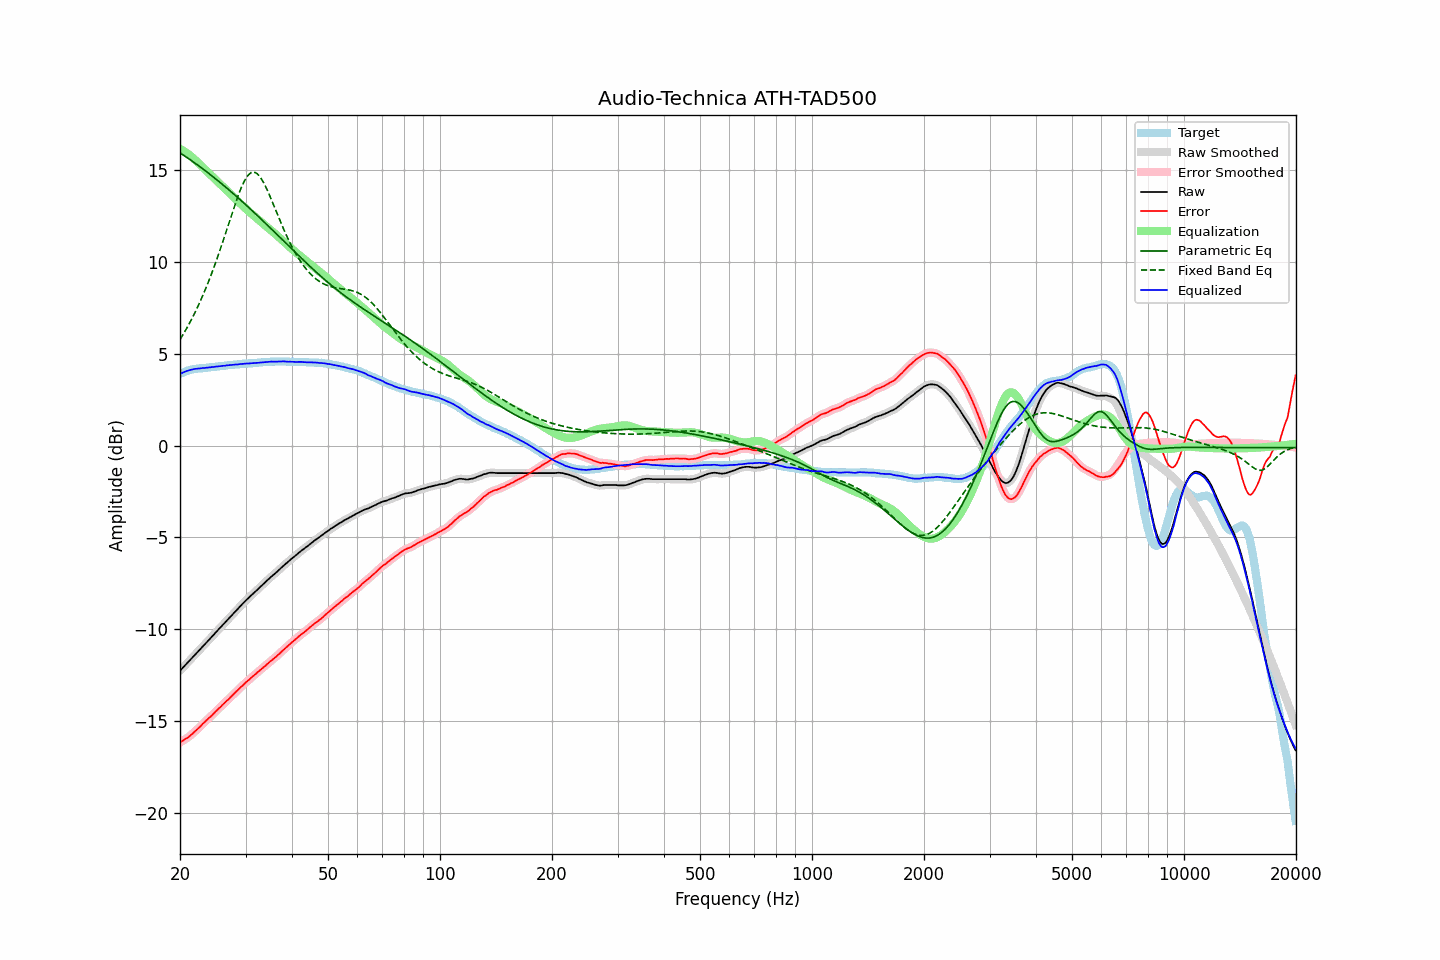 Audio-Technica ATH-TAD500
Target
Raw Smoothed
Error Smoothed
Raw
Error
Equalization
Parametric Eq
Fixed Band Eq
Equalized
15
10
5
0
−5
−10
−15
−20
Amplitude (dBr)
20 50 100 200 500 1000 2000 5000 10000 20000
Frequency (Hz)